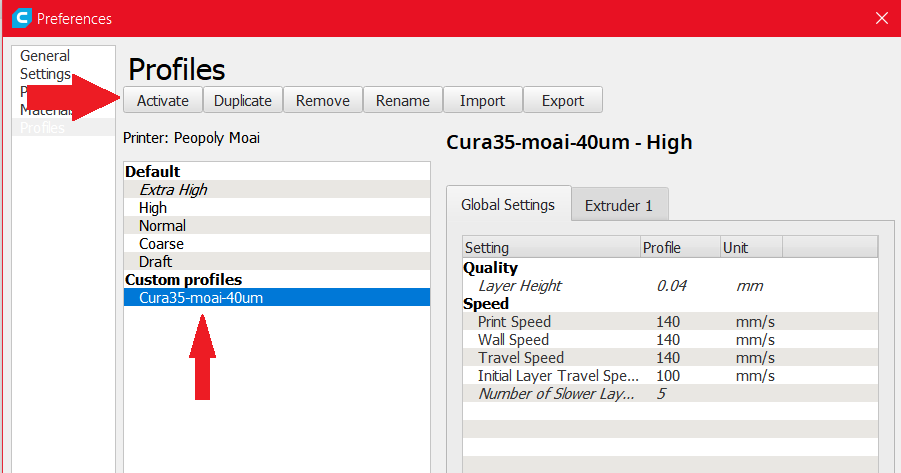 Preferences
General
Settings
Materials
Profiles
Profiles
Activate Duplicate Remove Rename Import Export
Printer: Peopoly Moai
Cura35-moai-40um - High
Default
Extra High
High
Normal
Coarse
Draft
Custom profiles
Cura35-moai-40um
Global Settings Extruder 1
Setting Profile Unit
Quality
Layer Height 0.04 mm
Speed
Print Speed 140 mm/s
Wall Speed 140 mm/s
Travel Speed 140 mm/s
Initial Layer Travel Spe... 100 mm/s
Number of Slower Lay... 5